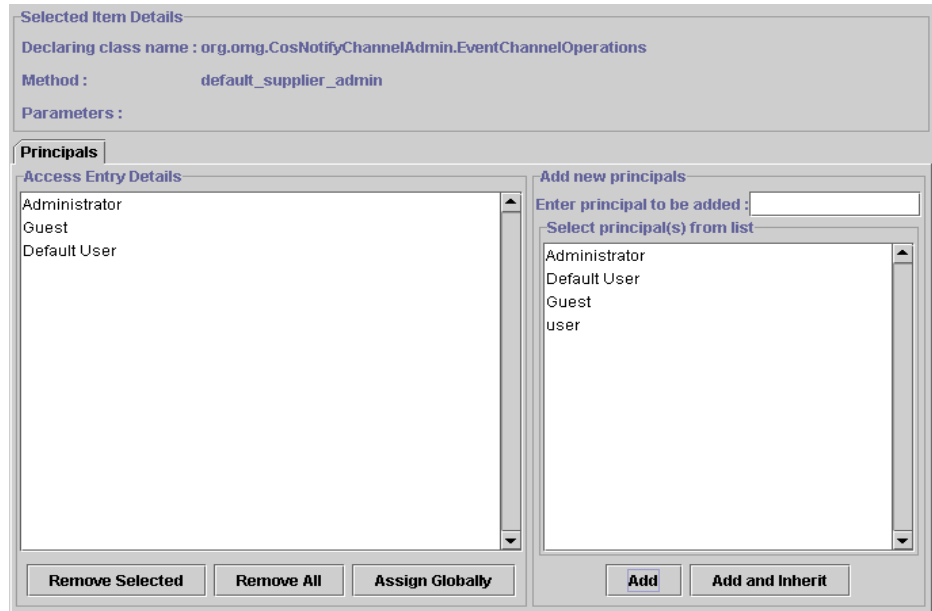 Selected Item Details
Declaring class name : org.omg.CosNotifyChannelAdmin.EventChannelOperations
Method : default_supplier_admin
Parameters :
Principals
Access Entry Details
Administrator
Guest
Default User
Remove Selected Remove All Assign Globally
Add new principals
Enter principal to be added :
Select principal(s) from list
Administrator
Default User
Guest
user
Add Add and Inherit